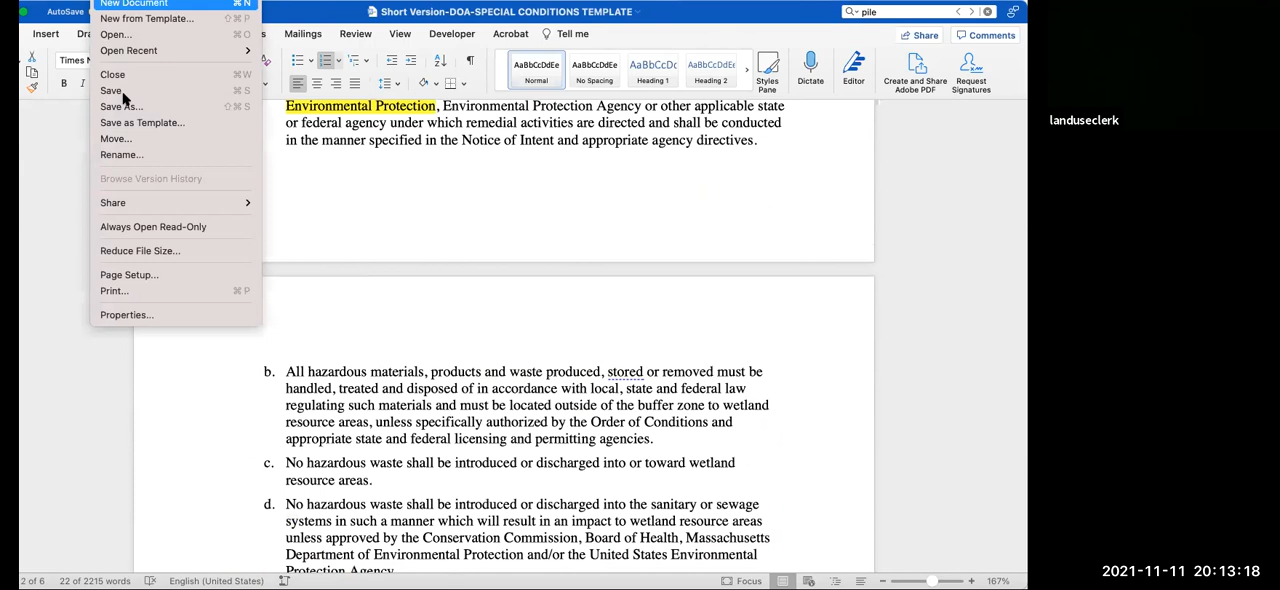 AutoSave
New Document ⌘ N
Short Version-DOA-SPECIAL CONDITIONS TEMPLATE
pile
New from Template... ⇧⌘ P
Open... ⌘ O
Open Recent
Close ⌘ W
Save ⌘ S
Save As... ⇧⌘ S
Save as Template...
Move...
Rename...
Browse Version History
Share
Always Open Read-Only
Reduce File Size...
Page Setup...
Print... ⌘ P
Properties...
Insert
Mailings
Review
View
Developer
Acrobat
Tell me
Share
Comments
Times N
B I
AaBbCcDdEe
Normal
AaBbCcDdEe
No Spacing
AaBbCcDc
Heading 1
AaBbCcDdEe
Heading 2
Styles
Pane
Dictate
Editor
Create and Share
Adobe PDF
Request
Signatures
Environmental Protection, Environmental Protection Agency or other applicable state
or federal agency under which remedial activities are directed and shall be conducted
in the manner specified in the Notice of Intent and appropriate agency directives.
b. All hazardous materials, products and waste produced, stored or removed must be
handled, treated and disposed of in accordance with local, state and federal law
regulating such materials and must be located outside of the buffer zone to wetland
resource areas, unless specifically authorized by the Order of Conditions and
appropriate state and federal licensing and permitting agencies.
c. No hazardous waste shall be introduced or discharged into or toward wetland
resource areas.
d. No hazardous waste shall be introduced or discharged into the sanitary or sewage
systems in such a manner which will result in an impact to wetland resource areas
unless approved by the Conservation Commission, Board of Health, Massachusetts
Department of Environmental Protection and/or the United States Environmental
Protection Agency
2 of 6
22 of 2215 words
English (United States)
Focus
167%
landuseclerk
2021-11-11 20:13:18